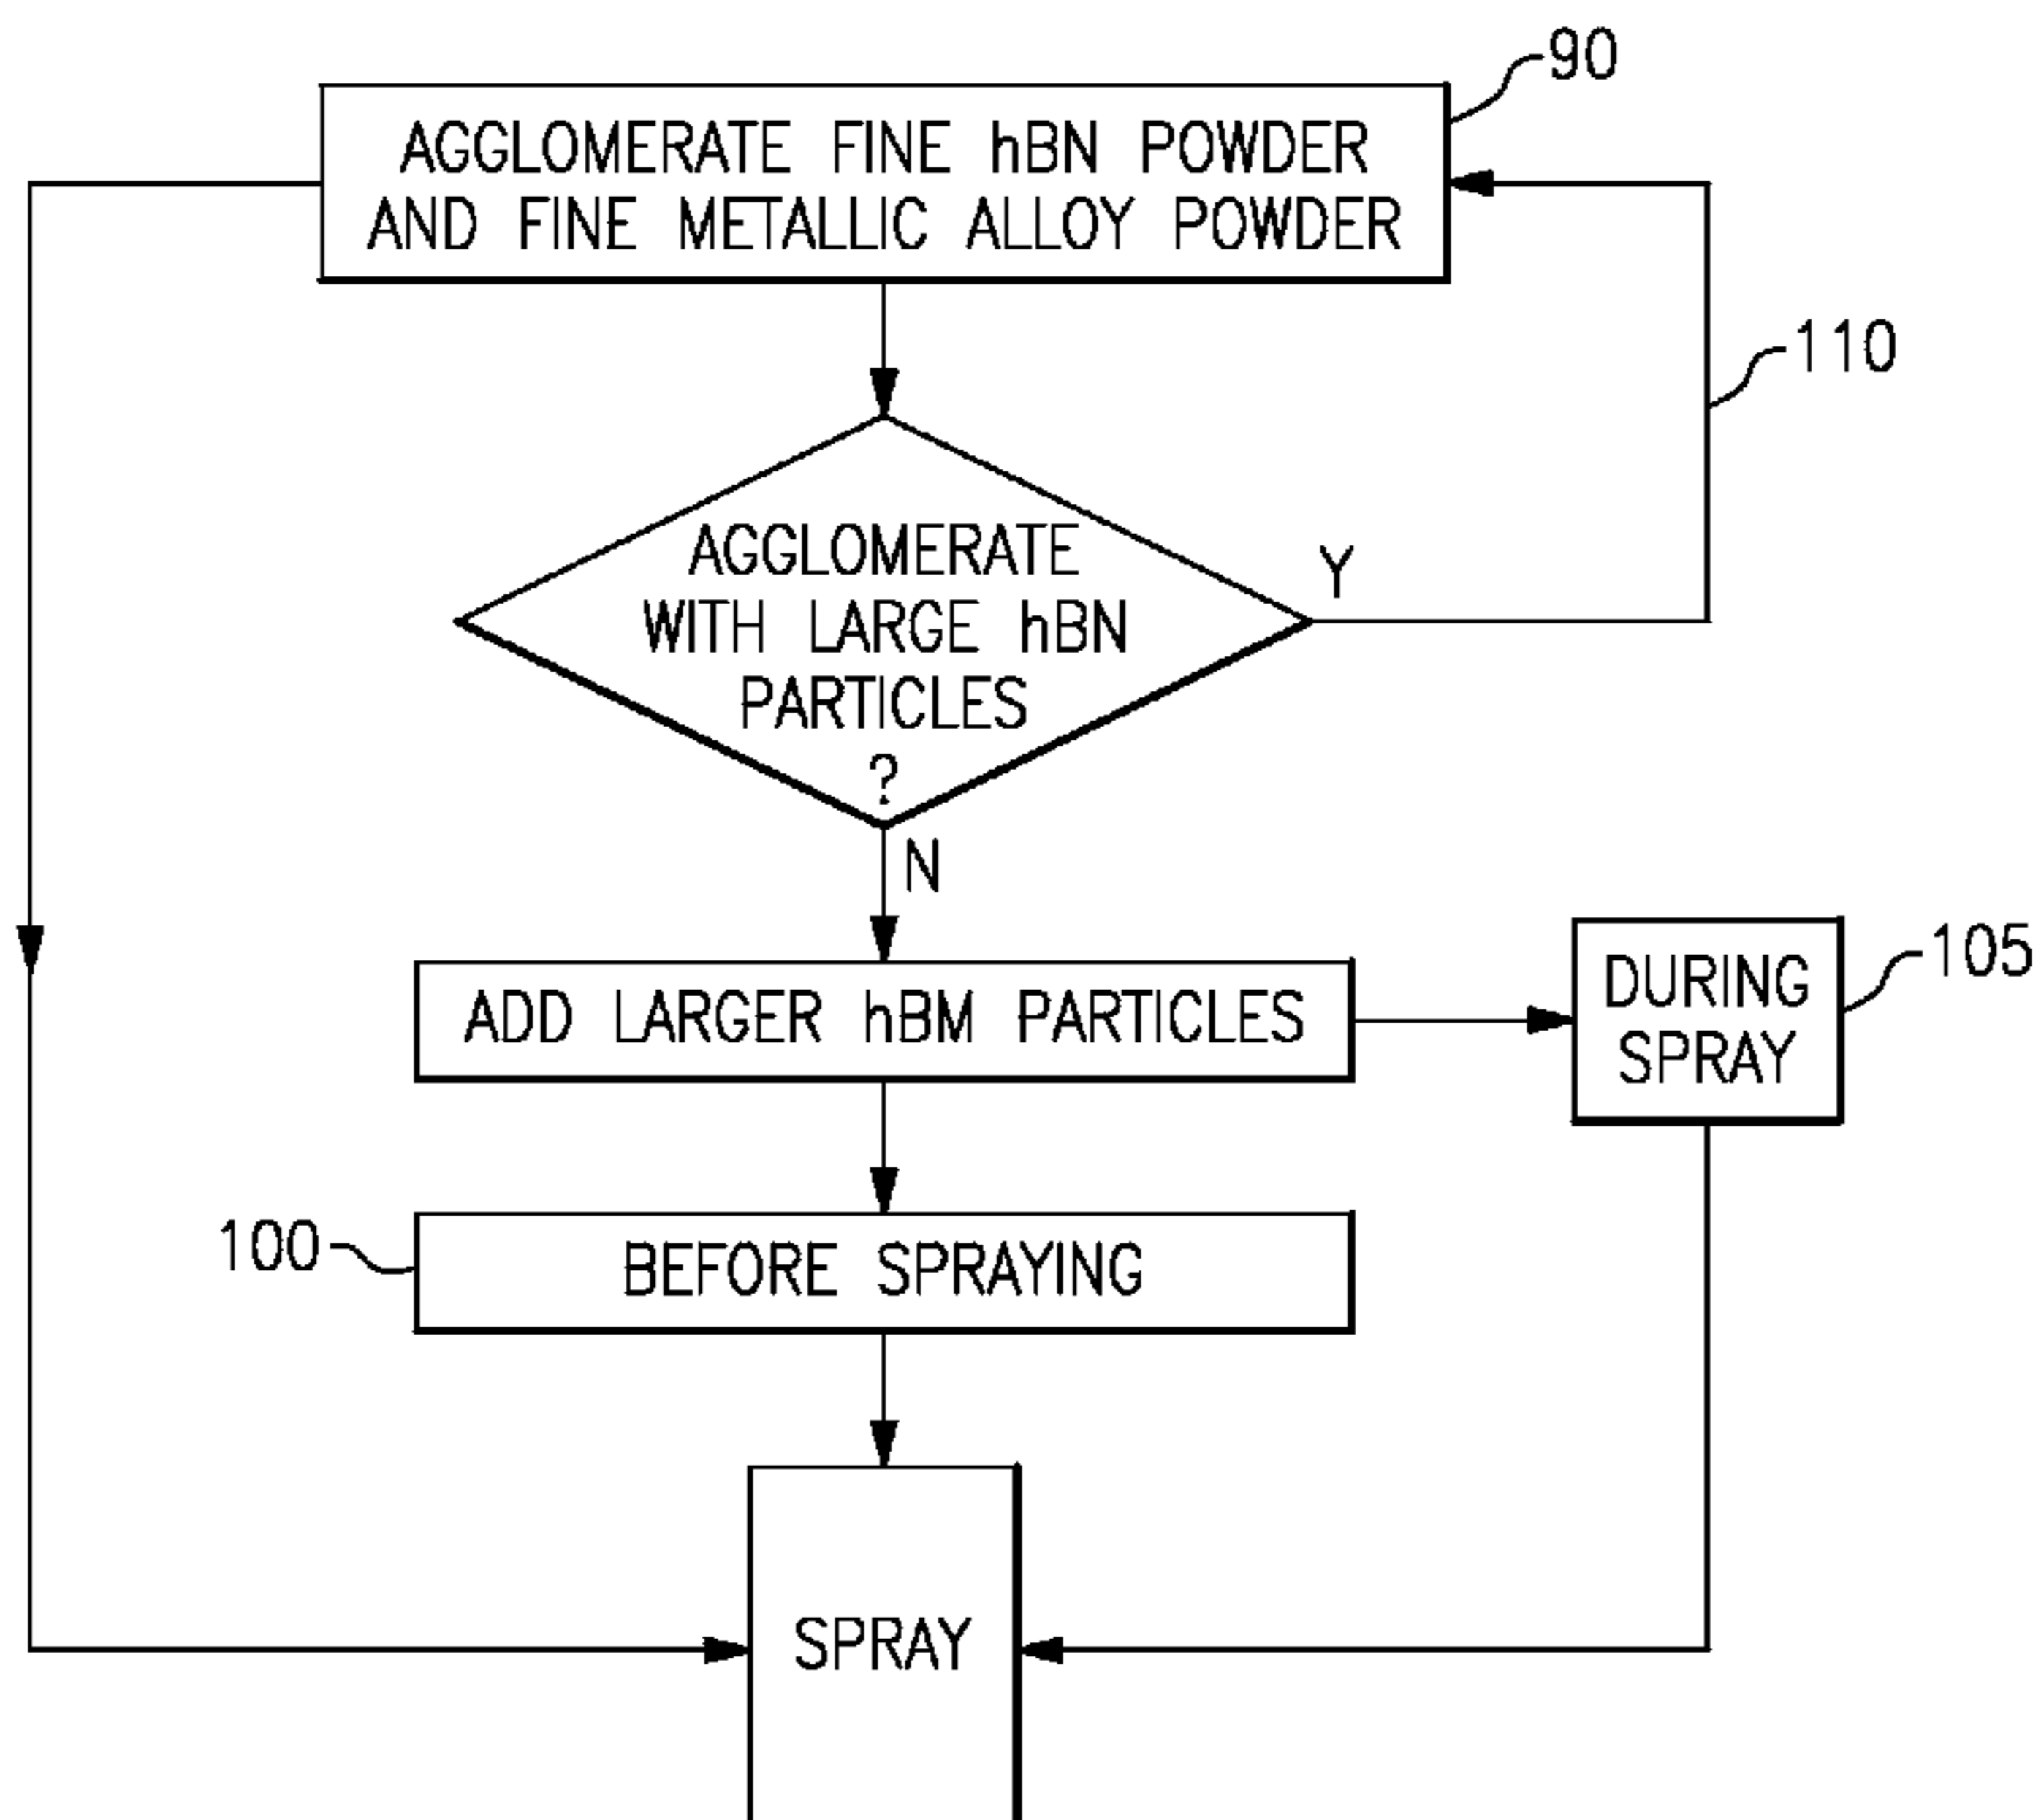 90
AGGLOMERATE FINE hBN POWDER
AND FINE METALLIC ALLOY POWDER
110
AGGLOMERATE
WITH LARGE hBN
PARTICLES
?
Y
N
ADD LARGER hBM PARTICLES
DURING
SPRAY
105
100
BEFORE SPRAYING
SPRAY